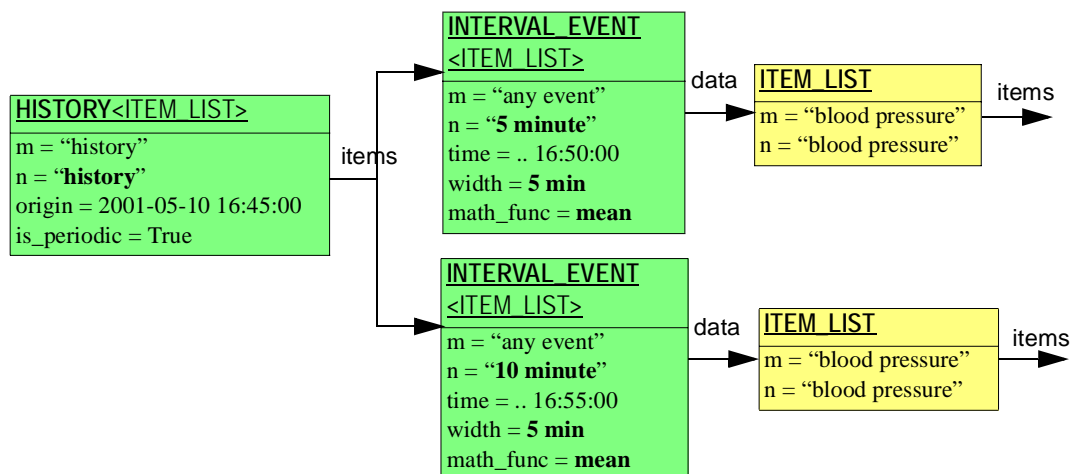 HISTORY<ITEM_LIST>
m = “history”
n = “history”
origin = 2001-05-10 16:45:00
is_periodic = True
items
INTERVAL_EVENT
<ITEM_LIST>
m = “any event”
n = “5 minute”
time = .. 16:50:00
width = 5 min
math_func = mean
data
ITEM_LIST
m = “blood pressure”
n = “blood pressure”
items
INTERVAL_EVENT
<ITEM_LIST>
m = “any event”
n = “10 minute”
time = .. 16:55:00
width = 5 min
math_func = mean
data
ITEM_LIST
m = “blood pressure”
n = “blood pressure”
items